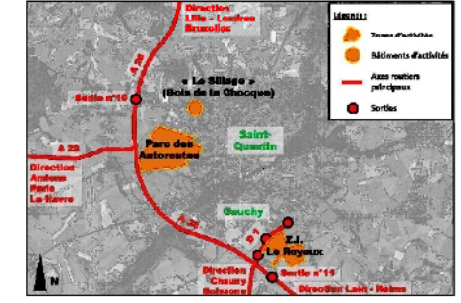 Direction
Lille - Londres
Bruxelles
Légende :
Zones d'activités
Bâtiments d'activités
Axes routiers
principaux
Sorties
A 26
« Le Sillage »
(Bois de la Chocque)
Sortie n°10
Parc des
Autoroutes
Saint-
Quentin
A 29
Direction
Amiens
Paris
Le Havre
A 26
Gauchy
D 1
Z.I.
Le Royeux
Direction
Chauny
Soissons
Sortie n°11
Direction Laon - Reims
N